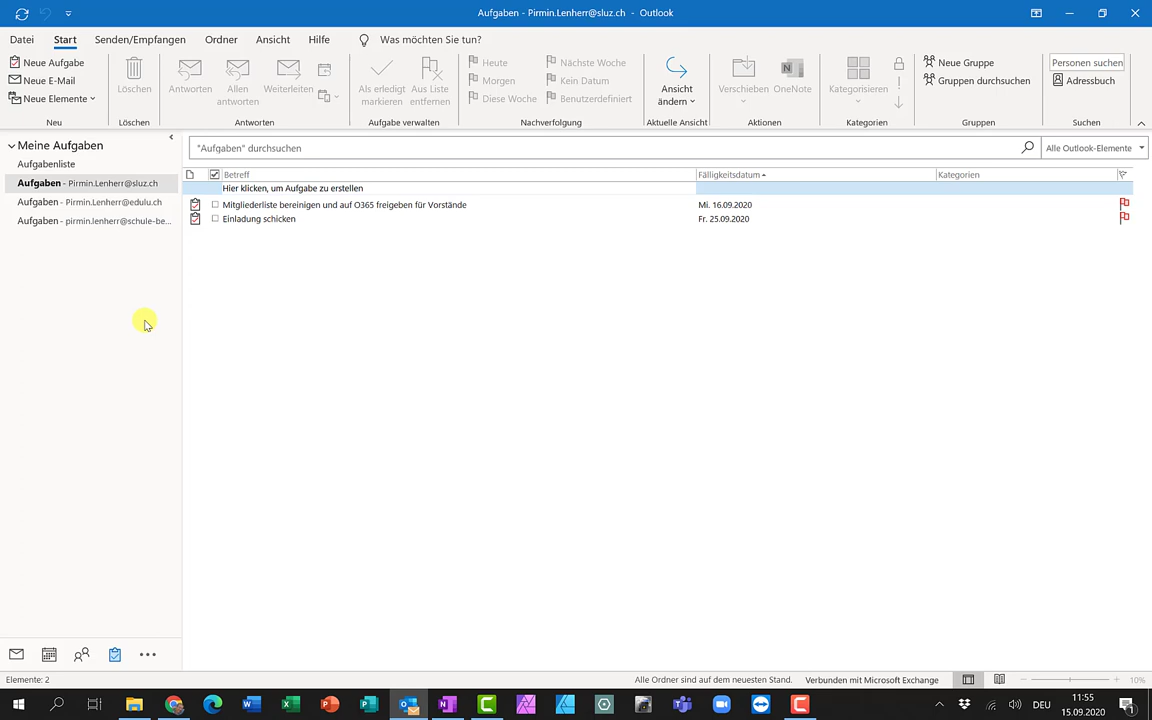 Aufgaben - Pirmin.Lenherr@sluz.ch - Outlook
Datei Start Senden/Empfangen Ordner Ansicht Hilfe Was möchten Sie tun?
Neue Aufgabe
Neue E-Mail
Neue Elemente
Neu
Löschen
Löschen
Antworten
Allen antworten
Weiterleiten
Antworten
Als erledigt markieren
Aus Liste entfernen
Aufgabe verwalten
Heute
Morgen
Diese Woche
Nächste Woche
Kein Datum
Benutzerdefiniert
Nachverfolgung
Ansicht ändern
Aktuelle Ansicht
Verschieben
OneNote
Aktionen
Kategorisieren
Kategorien
Neue Gruppe
Gruppen durchsuchen
Gruppen
Personen suchen
Adressbuch
Suchen
Meine Aufgaben
Aufgabenliste
Aufgaben - Pirmin.Lenherr@sluz.ch
Aufgaben - Pirmin.Lenherr@edulu.ch
Aufgaben - pirmin.lenherr@schule-be...
"Aufgaben" durchsuchen
Alle Outlook-Elemente
Betreff Fälligkeitsdatum Kategorien
Hier klicken, um Aufgabe zu erstellen
Mitgliederliste bereinigen und auf O365 freigeben für Vorstände Mi. 16.09.2020
Einladung schicken Fr. 25.09.2020
Elemente: 2
Alle Ordner sind auf dem neuesten Stand. Verbunden mit Microsoft Exchange 10%
DEU
11:55
15.09.2020